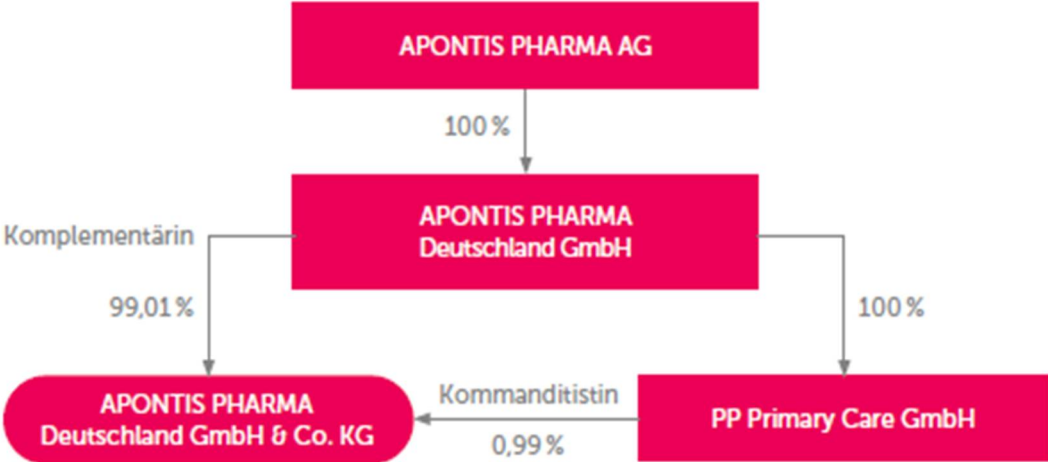 APONTIS PHARMA AG
100 %
APONTIS PHARMA
Deutschland GmbH
Komplementärin
99,01 %
100 %
APONTIS PHARMA
Deutschland GmbH & Co. KG
Kommanditistin
0,99 %
PP Primary Care GmbH